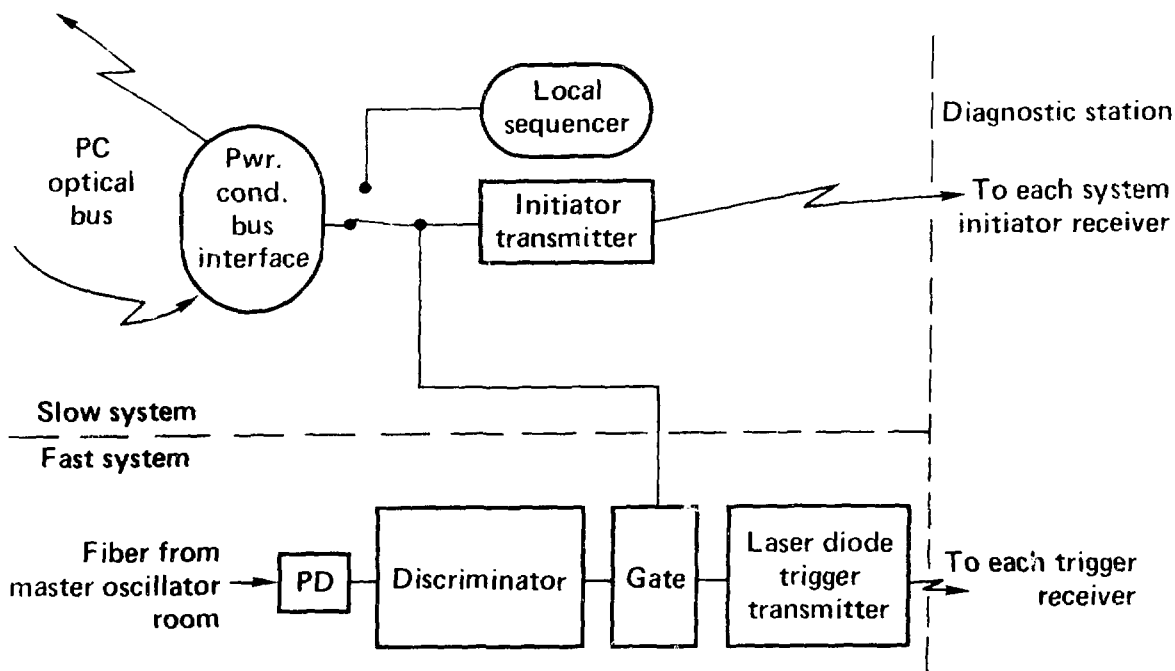 Local
sequencer
Diagnostic station
PC
optical
bus
Pwr.
cond.
bus
interface
Initiator
transmitter
To each system
initiator receiver
Slow system
Fast system
Fiber from
master oscillator
room
PD
Discriminator
Gate
Laser diode
trigger
transmitter
To each trigger
receiver